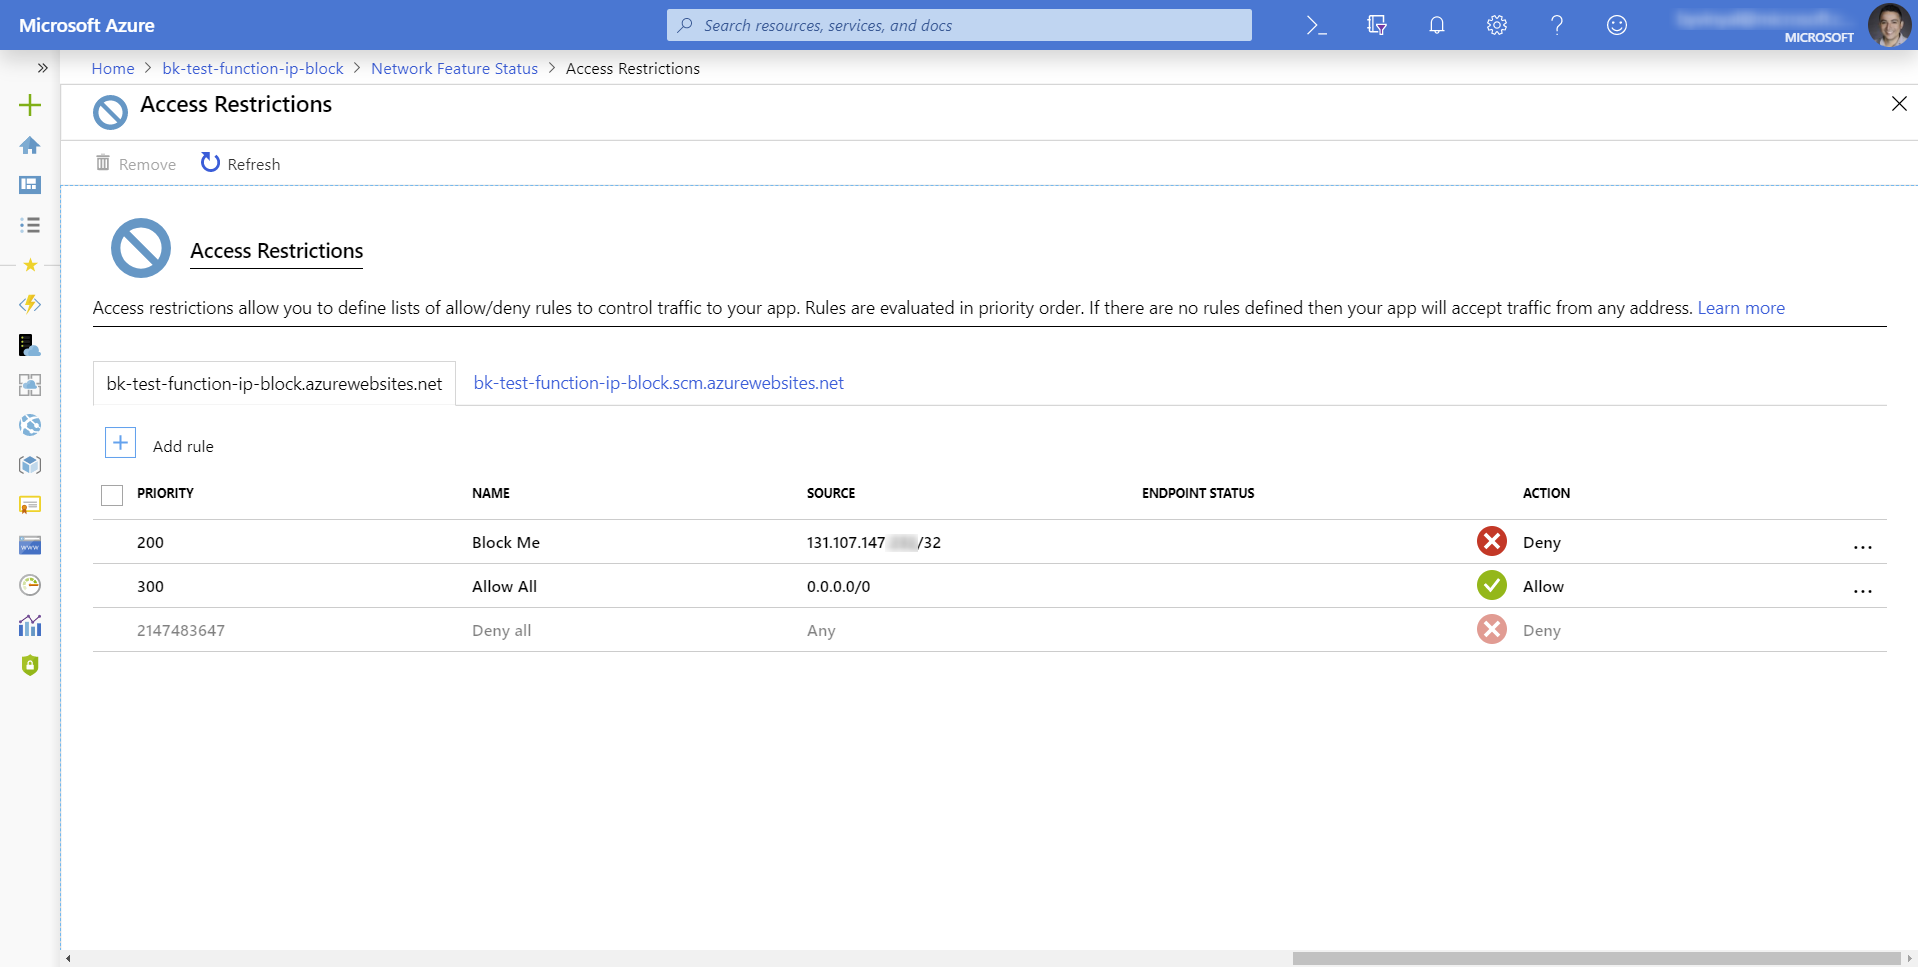 Microsoft Azure
Search resources, services, and docs
MICROSOFT
Home > bk-test-function-ip-block > Network Feature Status > Access Restrictions
Access Restrictions
Remove Refresh
Access Restrictions
Access restrictions allow you to define lists of allow/deny rules to control traffic to your app. Rules are evaluated in priority order. If there are no rules defined then your app will accept traffic from any address. Learn more
bk-test-function-ip-block.azurewebsites.net bk-test-function-ip-block.scm.azurewebsites.net
Add rule
PRIORITY NAME SOURCE ENDPOINT STATUS ACTION
200 Block Me 131.107.147 /32 Deny ...
300 Allow All 0.0.0.0/0 Allow ...
2147483647 Deny all Any Deny